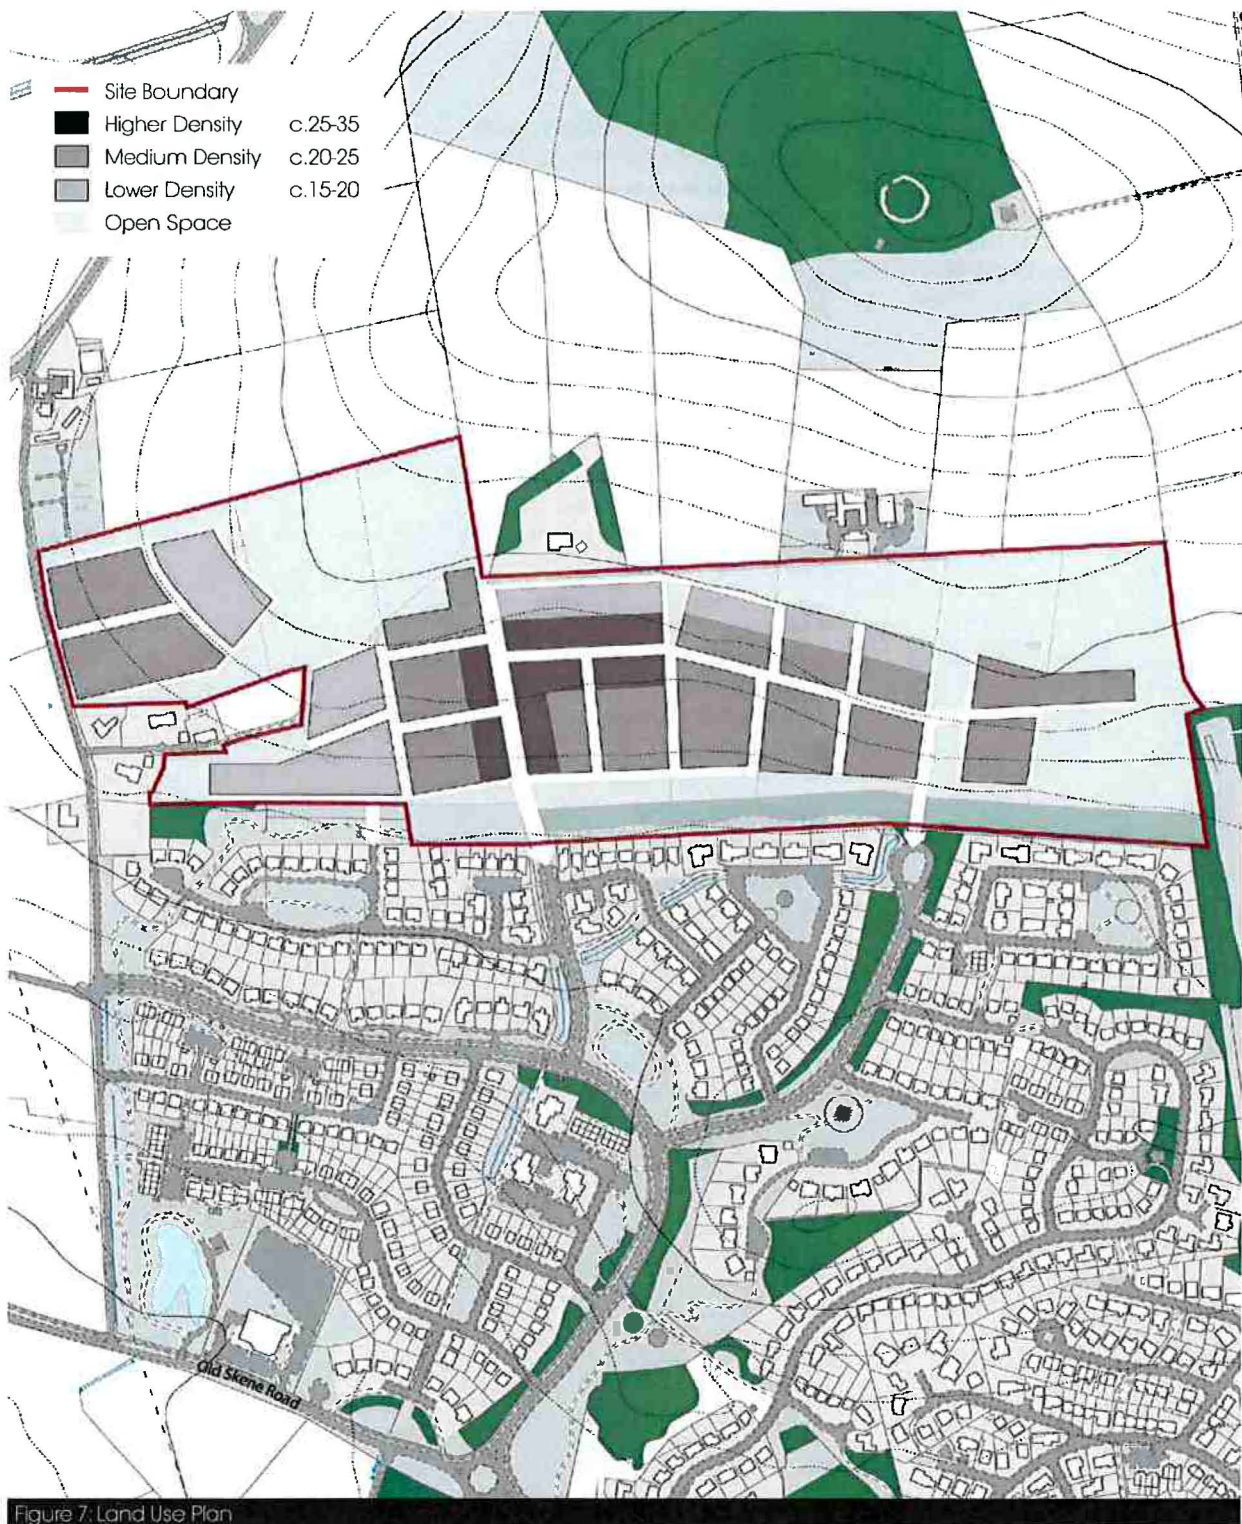 Site Boundary
Higher Density c.25-35
Medium Density c.20-25
Lower Density c.15-20
Open Space
Old Skene Road
Figure 7: Land Use Plan